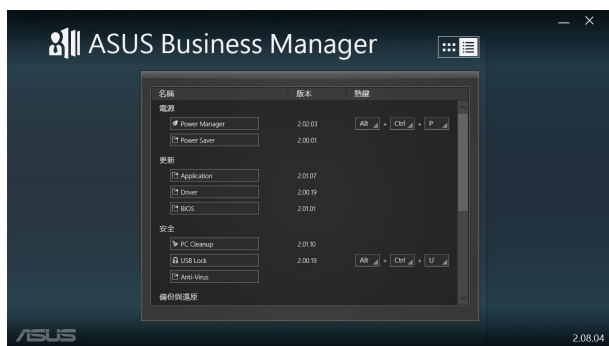 ASUS Business Manager
名稱 版本 熱鍵
電源
Power Manager 2.02.03 Alt + Ctrl + P
Power Saver 2.00.01
更新
Application 2.01.07
Driver 2.00.19
BIOS 2.01.01
安全
PC Cleanup 2.01.10
USB Lock 2.00.19 Alt + Ctrl + U
Anti-Virus
備份與還原
ASUS
2.08.04